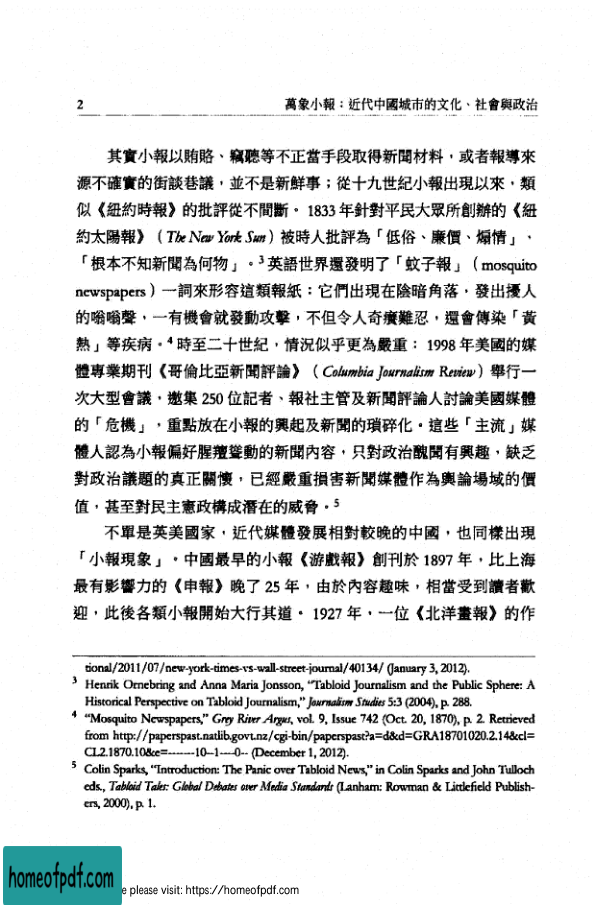 2
萬象小報：近代中國城市的文化、社會與政治
其實小報以賄賂、竊聽等不正當手段取得新聞材料，或者報導來
源不確實的街談巷議，並不是新鮮事；從十九世紀小報出現以來，類
似《紐約時報》的批評從不間斷。1833年針對平民大眾所創辦的《紐
約太陽報》（The New York Sun）被時人批評為「低俗、廉價、煽情」、
「根本不知新聞為何物」。3英語世界還發明了「蚊子報」（mosquito
newspapers）一詞來形容這類報紙：它們出現在陰暗角落，發出擾人
的嗡嗡聲，一有機會就發動攻擊，不但令人奇癢難忍，還會傳染「黃
熱」等疾病。4時至二十世紀，情況似乎更為嚴重：1998年美國的媒
體專業期刊《哥倫比亞新聞評論》（Columbia Journalism Review）舉行一
次大型會議，邀集250位記者、報社主管及新聞評論人討論美國媒體
的「危機」，重點放在小報的興起及新聞的瑣碎化。這些「主流」媒
體人認為小報偏好腥羶聳動的新聞內容，只對政治醜聞有興趣，缺乏
對政治議題的真正關懷，已經嚴重損害新聞媒體作為輿論場域的價
值，甚至對民主憲政構成潛在的威脅。5
不單是英美國家，近代媒體發展相對較晚的中國，也同樣出現
「小報現象」。中國最早的小報《游戲報》創刊於1897年，比上海
最有影響力的《申報》晚了25年，由於內容趣味，相當受到讀者歡
迎，此後各類小報開始大行其道。1927年，一位《北洋畫報》的作
tional/2011/07/new-york-times-vs-wall-street-journal/40134/ (January 3, 2012).
3 Henrik Ornebring and Anna Maria Jonsson, “Tabloid Journalism and the Public Sphere: A
Historical Perspective on Tabloid Journalism,” Journalism Studies 5:3 (2004), p. 288.
4 “Mosquito Newspapers,” Grey River Argus, vol. 9, Issue 742 (Oct. 20, 1870), p. 2. Retrieved
from http://paperspast.natlib.govt.nz/cgi-bin/paperspast?a=d&d=GRA18701020.2.14&cl=
CL2.1870.10&e=-------10--1----0-- (December 1, 2012).
5 Colin Sparks, “Introduction: The Panic over Tabloid News,” in Colin Sparks and John Tulloch
eds., Tabloid Tales: Global Debates over Media Standards (Lanham: Rowman & Littlefield Publish-
ers, 2000), p. 1.
homeofpdf.com
e please visit: https://homeofpdf.com